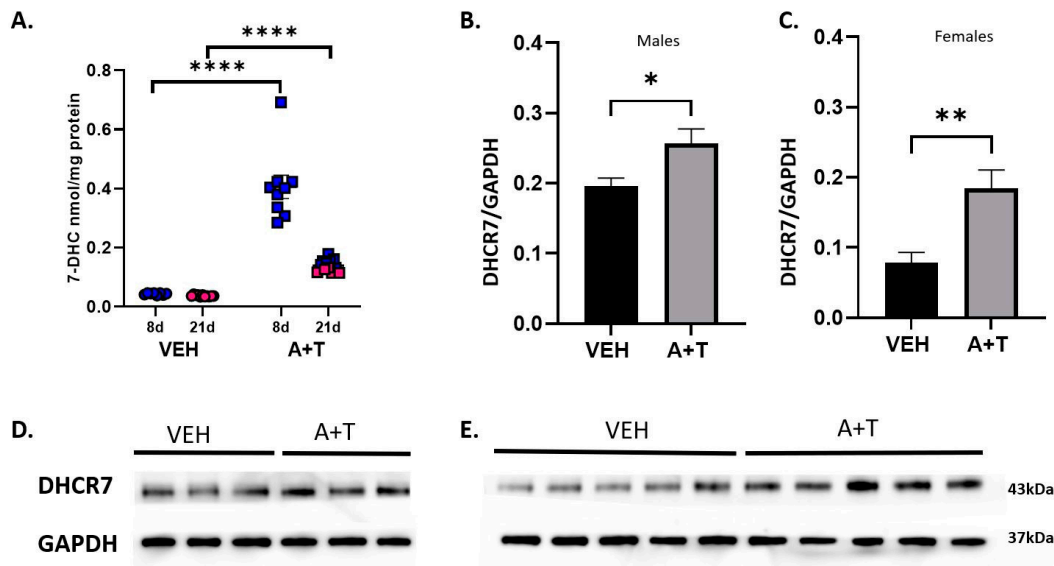 A.
****
****
0.8
0.6
0.4
0.2
0.0
7-DHC nmol/mg protein
8d 21d 8d 21d
VEH A+T
B.
Males
*
0.4
0.3
0.2
0.1
0.0
DHCR7/GAPDH
VEH A+T
C.
Females
**
0.4
0.3
0.2
0.1
0.0
DHCR7/GAPDH
VEH A+T
D.
VEH A+T
DHCR7
GAPDH
E.
VEH A+T
43kDa
37kDa